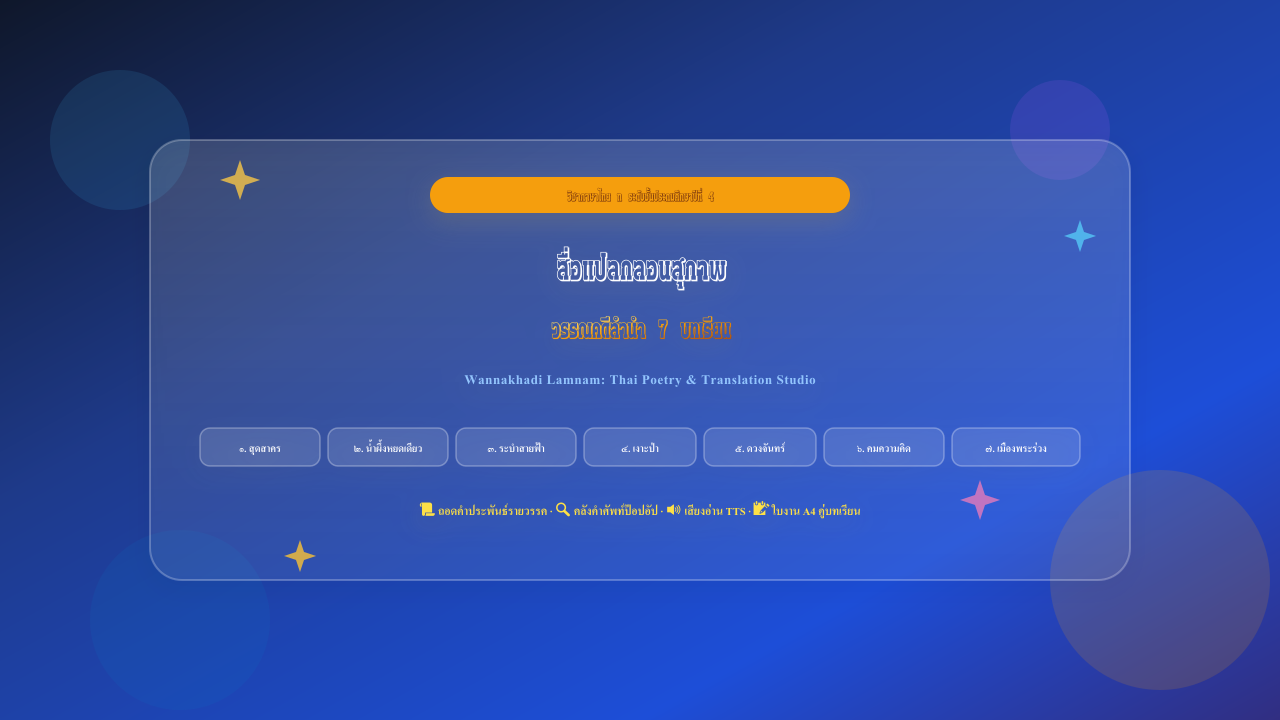 วิชาภาษาไทย ท ระดับชั้นประถมศึกษาปีที่ 4
สื่อแปลกลอนสุภาพ
วรรณคดีลำนำ 7 บทเรียน
Wannakhadi Lamnam: Thai Poetry & Translation Studio
๑. สุดสาคร
๒. น้ำผึ้งหยดเดียว
๓. ระบำสายฟ้า
๔. เงาะป่า
๕. ดวงจันทร์
๖. คมความคิด
๗. เมืองพระร่วง
ถอดคำประพันธ์รายวรรค · คลังคำศัพท์ป๊อปอัป · เสียงอ่าน TTS · ใบงาน A4 คู่บทเรียน